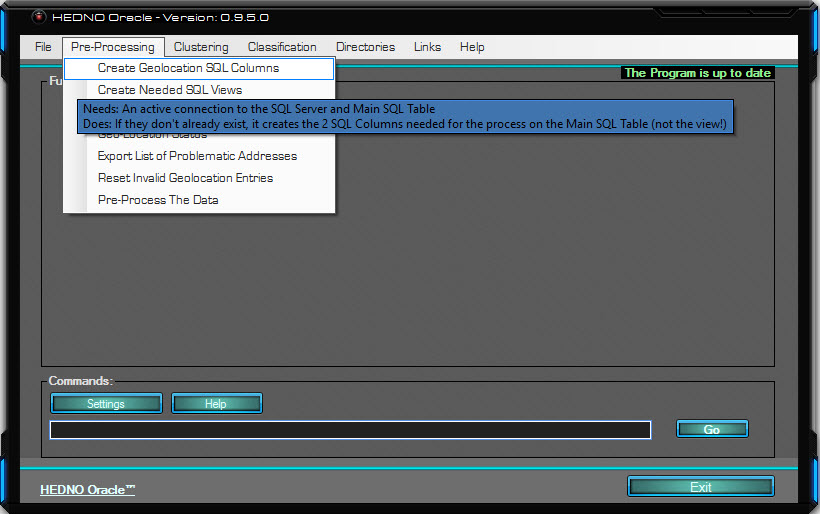 HEDNO Oracle - Version: 0.9.5.0
File Pre-Processing Clustering Classification Directories Links Help
Create Geolocation SQL Columns
The Program is up to date
Create Needed SQL Views
Needs: An active connection to the SQL Server and Main SQL Table
Does: If they don't already exist, it creates the 2 SQL Columns needed for the process on the Main SQL Table (not the view!)
Geo-Location Status
Export List of Problematic Addresses
Reset Invalid Geolocation Entries
Pre-Process The Data
Commands:
Settings Help
Go
HEDNO Oracle™
Exit